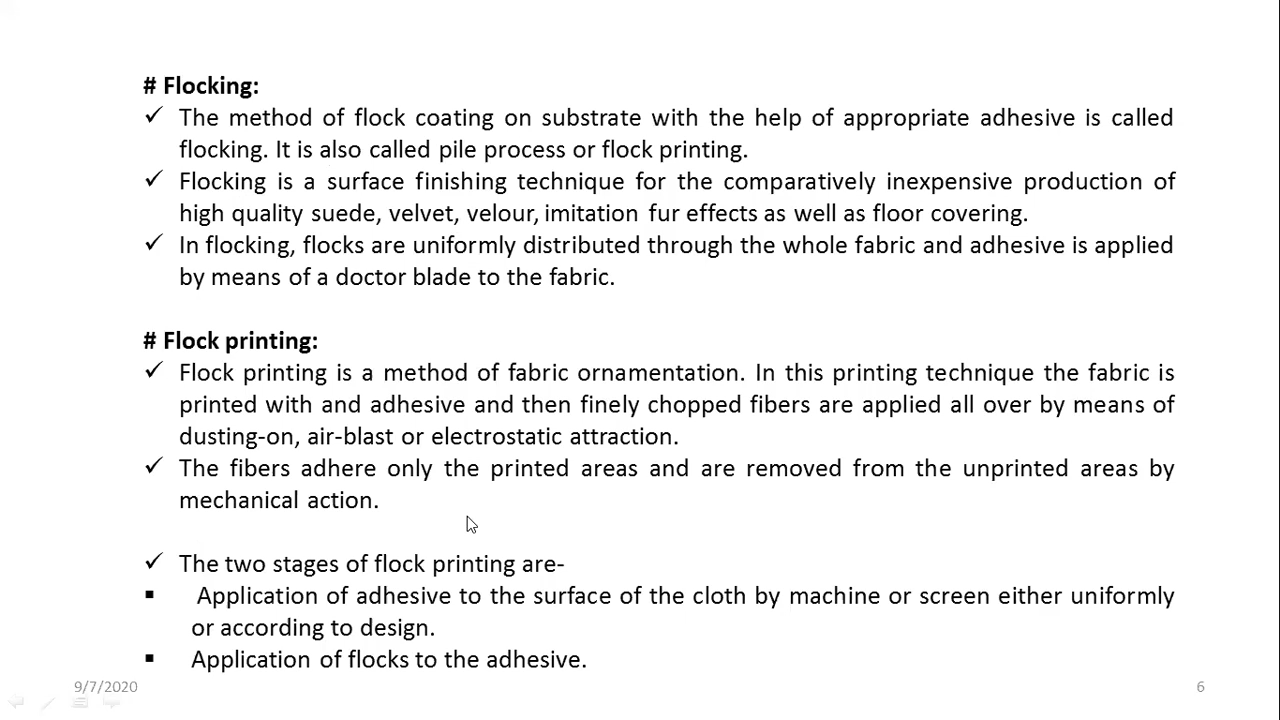 # Flocking:
✓ The method of flock coating on substrate with the help of appropriate adhesive is called
flocking. It is also called pile process or flock printing.
✓ Flocking is a surface finishing technique for the comparatively inexpensive production of
high quality suede, velvet, velour, imitation fur effects as well as floor covering.
✓ In flocking, flocks are uniformly distributed through the whole fabric and adhesive is applied
by means of a doctor blade to the fabric.
# Flock printing:
✓ Flock printing is a method of fabric ornamentation. In this printing technique the fabric is
printed with and adhesive and then finely chopped fibers are applied all over by means of
dusting-on, air-blast or electrostatic attraction.
✓ The fibers adhere only the printed areas and are removed from the unprinted areas by
mechanical action.
✓ The two stages of flock printing are-
▪ Application of adhesive to the surface of the cloth by machine or screen either uniformly
or according to design.
▪ Application of flocks to the adhesive.
9/7/2020
6